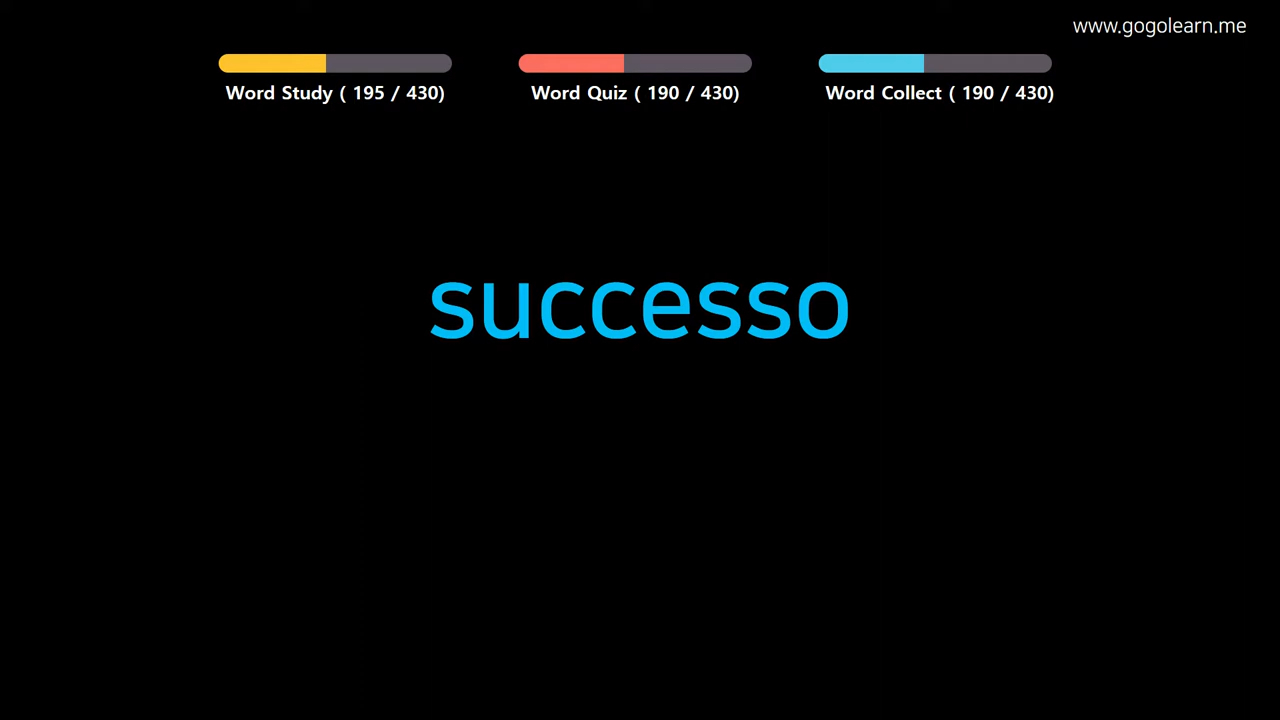 www.gogolearn.me
Word Study ( 195 / 430)
Word Quiz ( 190 / 430)
Word Collect ( 190 / 430)
successo